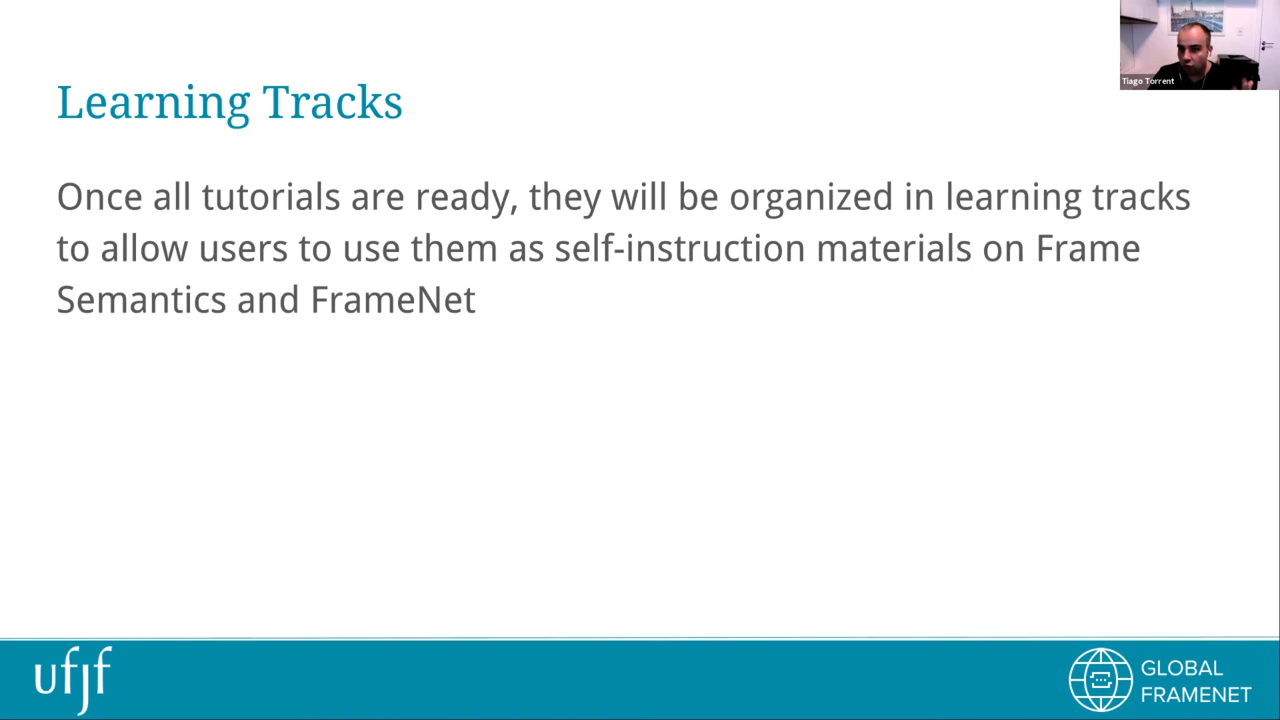 Tiago Torrent
Learning Tracks
Once all tutorials are ready, they will be organized in learning tracks
to allow users to use them as self-instruction materials on Frame
Semantics and FrameNet
ufjf
GLOBAL
FRAMENET